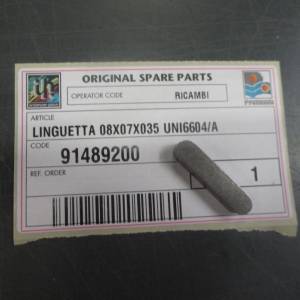 ORIGINAL SPARE PARTS
OPERATOR CODE
RICAMBI
ARTICLE
LINGUETTA 08X07X035 UNI6604/A
CODE
91489200
REF. ORDER
1